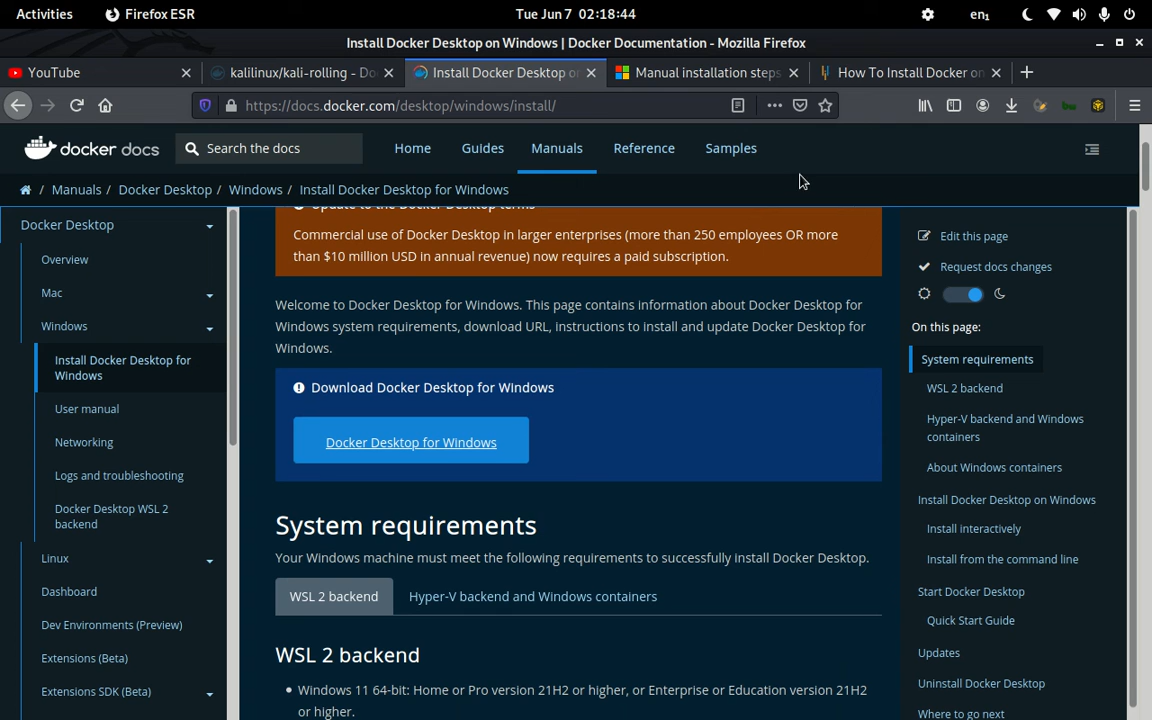 Activities
Firefox ESR
Tue Jun 7 02:18:44
en₁
Install Docker Desktop on Windows | Docker Documentation - Mozilla Firefox
YouTube
kalilinux/kali-rolling - Do
Install Docker Desktop or
Manual installation steps
How To Install Docker on
https://docs.docker.com/desktop/windows/install/
docker docs
Search the docs
Home
Guides
Manuals
Reference
Samples
/ Manuals / Docker Desktop / Windows / Install Docker Desktop for Windows
Docker Desktop
Overview
Mac
Windows
Install Docker Desktop for
Windows
User manual
Networking
Logs and troubleshooting
Docker Desktop WSL 2
backend
Linux
Dashboard
Dev Environments (Preview)
Extensions (Beta)
Extensions SDK (Beta)
Update to the Docker Desktop terms
Commercial use of Docker Desktop in larger enterprises (more than 250 employees OR more
than $10 million USD in annual revenue) now requires a paid subscription.
Welcome to Docker Desktop for Windows. This page contains information about Docker Desktop for
Windows system requirements, download URL, instructions to install and update Docker Desktop for
Windows.
Download Docker Desktop for Windows
Docker Desktop for Windows
System requirements
Your Windows machine must meet the following requirements to successfully install Docker Desktop.
WSL 2 backend
Hyper-V backend and Windows containers
WSL 2 backend
Windows 11 64-bit: Home or Pro version 21H2 or higher, or Enterprise or Education version 21H2
or higher.
Edit this page
Request docs changes
On this page:
System requirements
WSL 2 backend
Hyper-V backend and Windows
containers
About Windows containers
Install Docker Desktop on Windows
Install interactively
Install from the command line
Start Docker Desktop
Quick Start Guide
Updates
Uninstall Docker Desktop
Where to go next